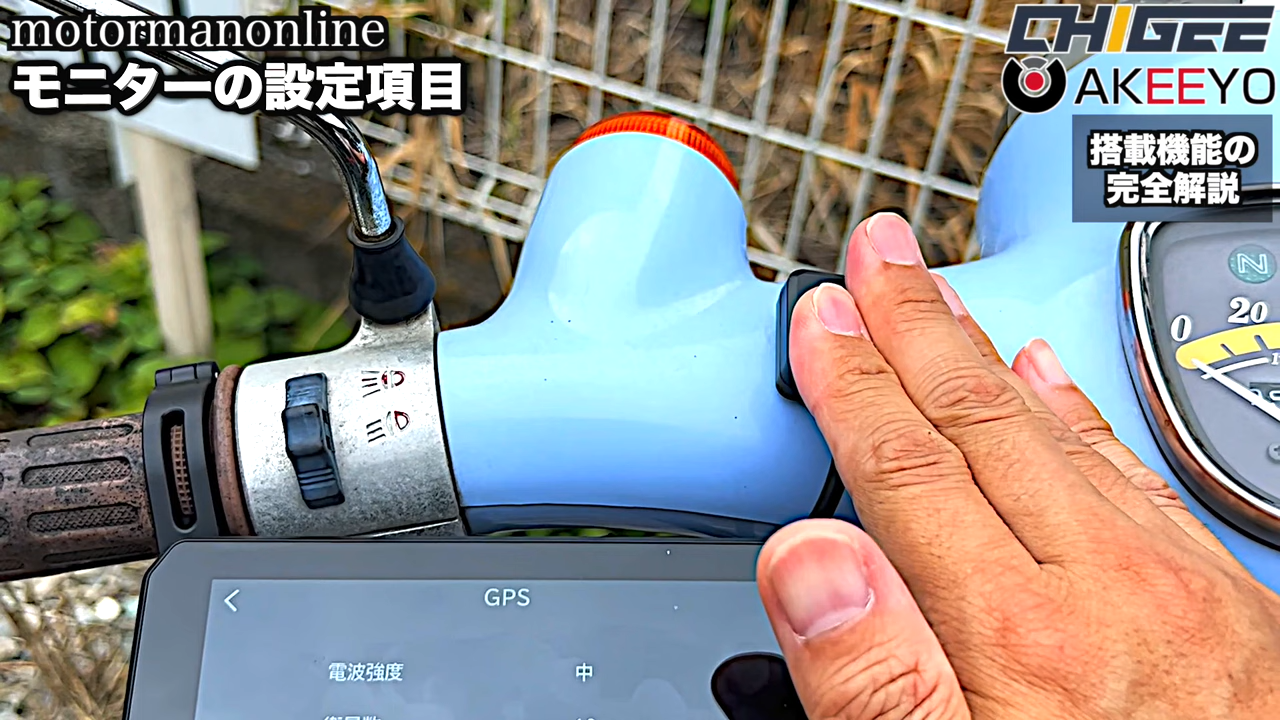 motormanonline
モニターの設定項目
CHIGEE
AKEEYO
搭載機能の
完全解説
N
0
20
GPS
電波強度 中